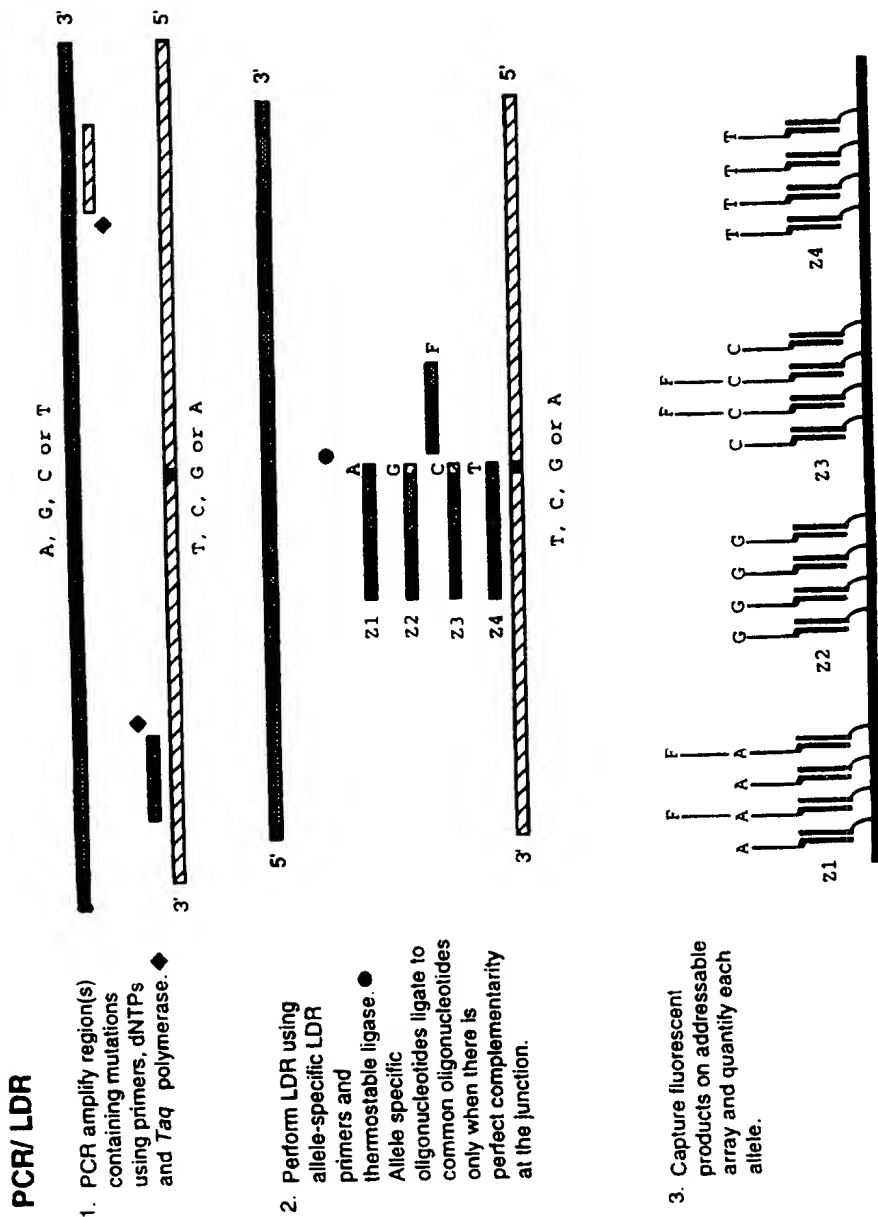 PCR/ LDR
1. PCR amplify region(s)
containing mutations
using primers, dNTPs
and Taq polymerase.
A, G, C or T
3'
3'
5'
T, C, G or A
2. Perform LDR using
allele-specific LDR
primers and
thermostable ligase.
Allele specific
oligonucleotides ligate to
common oligonucleotides
only when there is
perfect complementarity
at the junction.
5'
3'
A
Z1
G
Z2
F
C
Z3
T
Z4
3'
5'
T, C, G or A
3. Capture fluorescent
products on addressable
array and quantify each
allele.
F F
A A A A
Z1
G G G G
Z2
F F
C C C C
Z3
T T T T
Z4